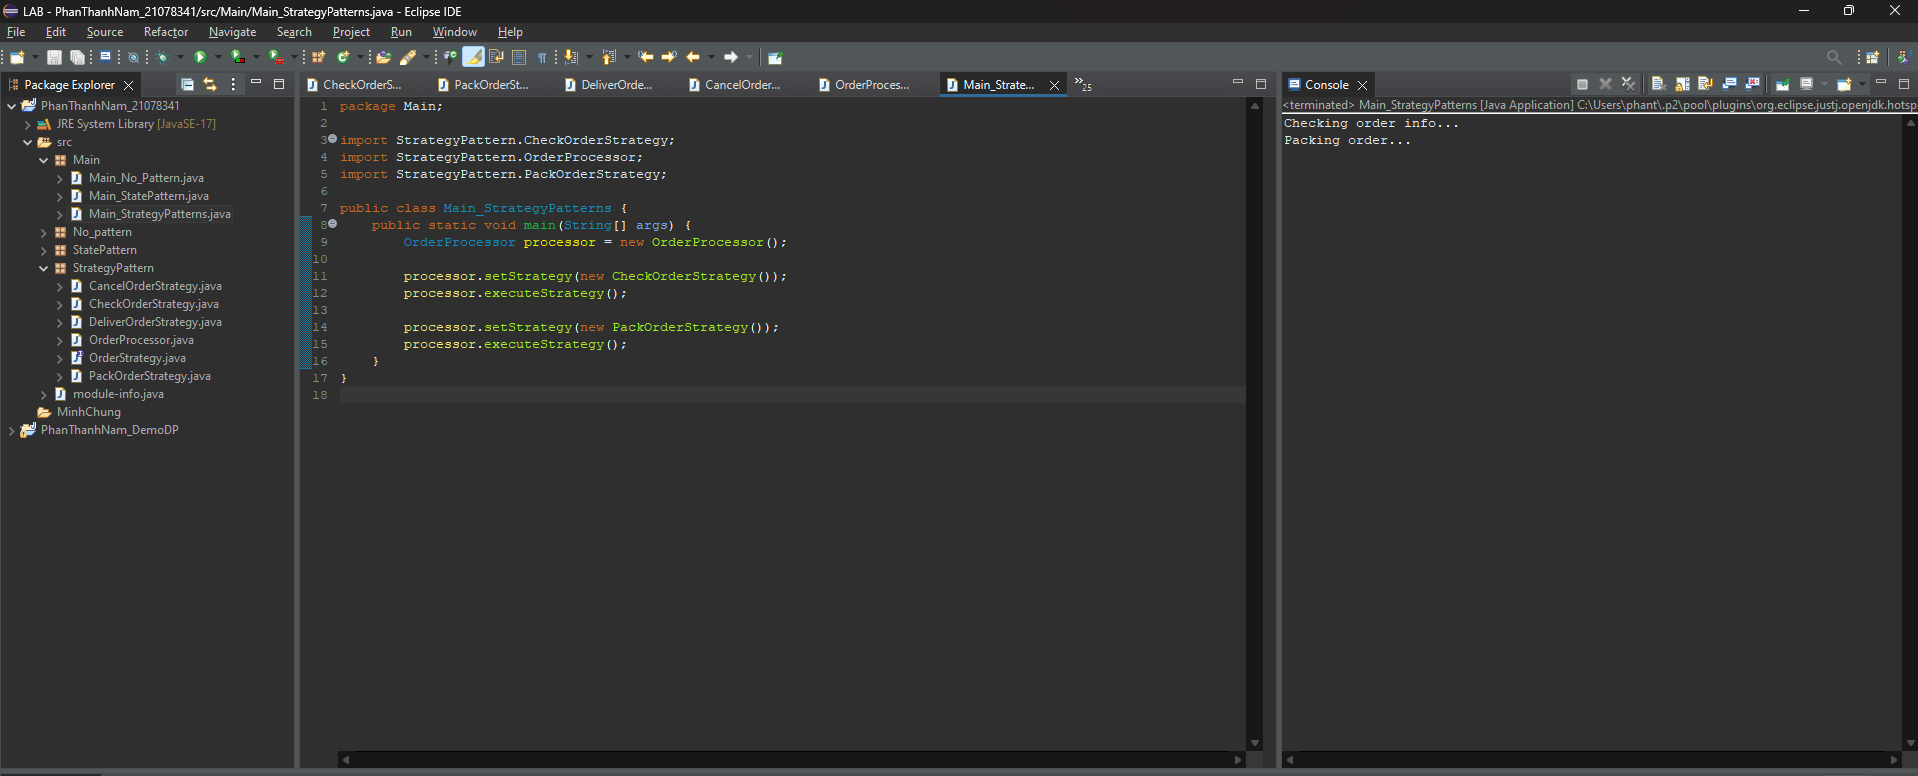 LAB - PhanThanhNam_21078341/src/Main/Main_StrategyPatterns.java - Eclipse IDE
File Edit Source Refactor Navigate Search Project Run Window Help
Package Explorer
PhanThanhNam_21078341
JRE System Library [JavaSE-17]
src
Main
Main_No_Pattern.java
Main_StatePattern.java
Main_StrategyPatterns.java
No_pattern
StatePattern
StrategyPattern
CancelOrderStrategy.java
CheckOrderStrategy.java
DeliverOrderStrategy.java
OrderProcessor.java
OrderStrategy.java
PackOrderStrategy.java
module-info.java
MinhChung
PhanThanhNam_DemoDP
CheckOrderS... PackOrderSt... DeliverOrde... CancelOrder... OrderProces... Main_Strate... »25
1 package Main;
2
3 import StrategyPattern.CheckOrderStrategy;
4 import StrategyPattern.OrderProcessor;
5 import StrategyPattern.PackOrderStrategy;
6
7 public class Main_StrategyPatterns {
8 public static void main(String[] args) {
9 OrderProcessor processor = new OrderProcessor();
10
11 processor.setStrategy(new CheckOrderStrategy());
12 processor.executeStrategy();
13
14 processor.setStrategy(new PackOrderStrategy());
15 processor.executeStrategy();
16 }
17 }
18
Console
<terminated> Main_StrategyPatterns [Java Application] C:\Users\phant\.p2\pool\plugins\org.eclipse.justj.openjdk.hotsp
Checking order info...
Packing order...